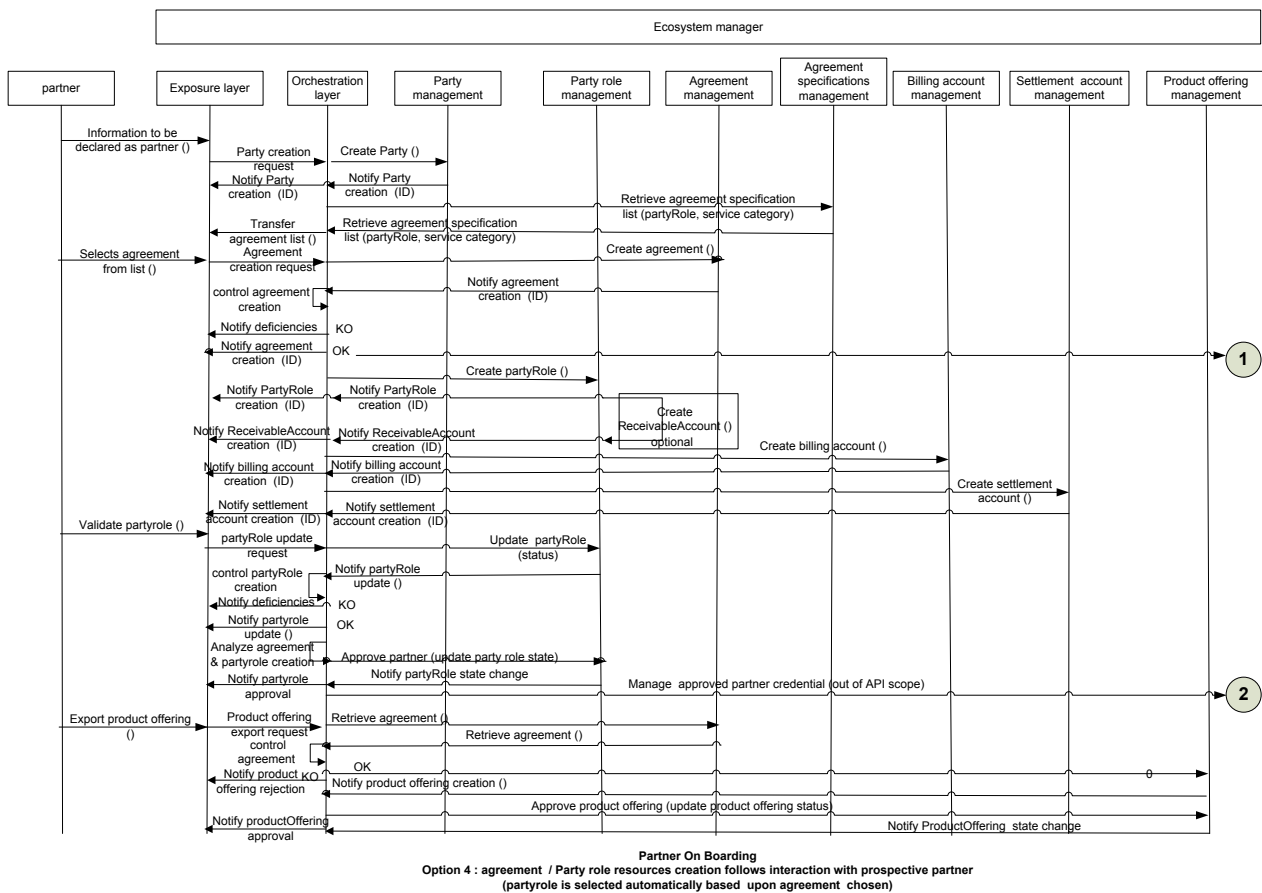 Ecosystem manager
partner
Exposure layer
Orchestration
layer
Party
management
Party role
management
Agreement
management
Agreement
specifications
management
Billing account
management
Settlement account
management
Product offering
management
Information to be
declared as partner ()
Party creation
request
Create Party ()
Notify Party
creation (ID)
Notify Party
creation (ID)
Retrieve agreement specification
list (partyRole, service category)
Transfer
agreement list ()
Retrieve agreement specification
list (partyRole, service category)
Selects agreement
from list ()
Agreement
creation request
Create agreement ()
Notify agreement
creation (ID)
control agreement
creation
Notify deficiencies
KO
Notify agreement
creation (ID)
OK
1
Create partyRole ()
Notify PartyRole
creation (ID)
Notify PartyRole
creation (ID)
Create
ReceivableAccount ()
optional
Notify ReceivableAccount
creation (ID)
Notify ReceivableAccount
creation (ID)
Create billing account ()
Notify billing account
creation (ID)
Notify billing account
creation (ID)
Create settlement
account ()
Notify settlement
account creation (ID)
Notify settlement
account creation (ID)
Validate partyrole ()
partyRole update
request
Update partyRole
(status)
Notify partyRole
update ()
control partyRole
creation
Notify deficiencies
KO
Notify partyrole
update ()
OK
Analyze agreement
& partyrole creation
Approve partner (update party role state)
Notify partyRole state change
Notify partyrole
approval
Manage approved partner credential (out of API scope)
2
Export product offering
()
Product offering
export request
Retrieve agreement ()
Retrieve agreement ()
control
agreement
OK
0
Notify product
offering rejection
KO
Notify product offering creation ()
Approve product offering (update product offering status)
Notify productOffering
approval
Notify ProductOffering state change
Partner On Boarding
Option 4 : agreement / Party role resources creation follows interaction with prospective partner
(partyrole is selected automatically based upon agreement chosen)